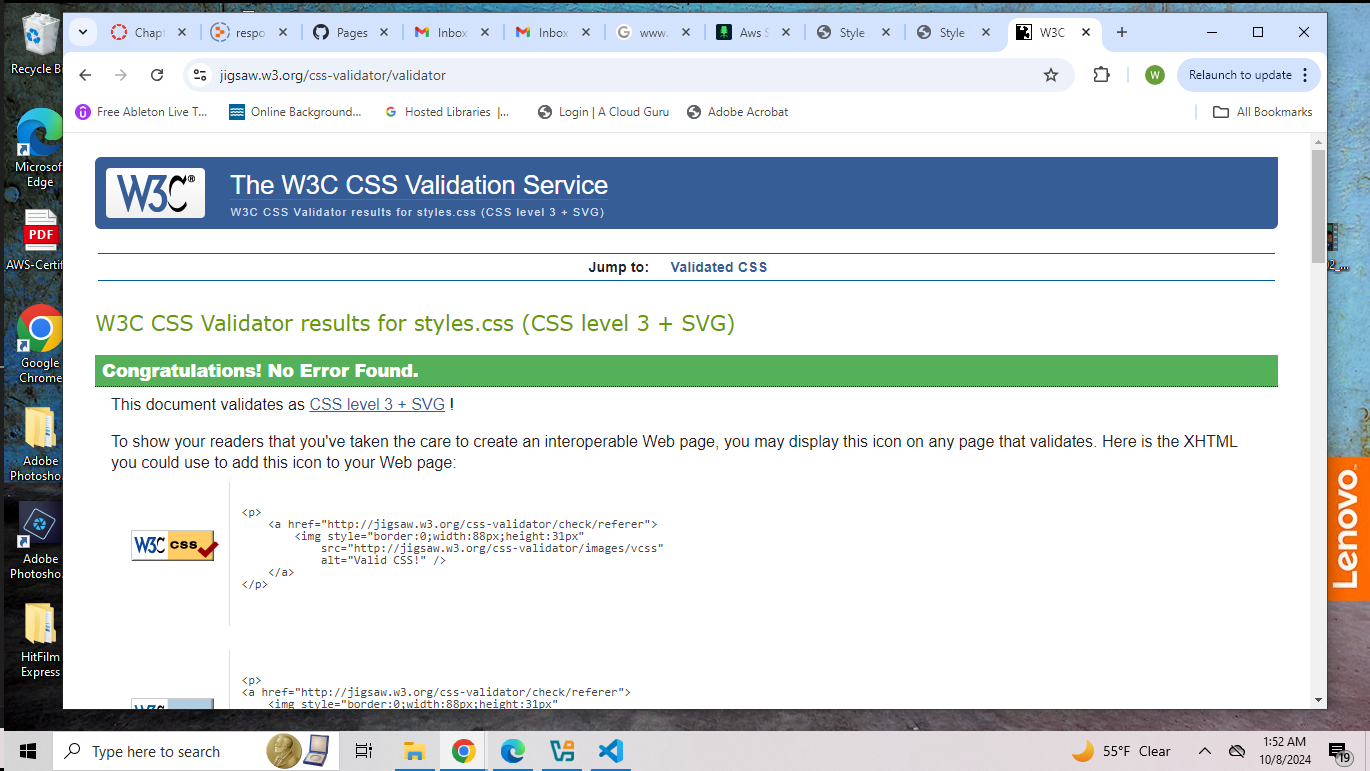 Recycle Bi
Microsof
Edge
PDF
AWS-Certif
Google
Chrome
Adobe
Photosho...
Adobe
Photosho...
HitFilm
Express
Chapt
respo
Pages
Inbox
Inbox
www.
Aws S
Style
Style
W3C
jigsaw.w3.org/css-validator/validator
W
Relaunch to update
Free Ableton Live T...
Online Background...
Hosted Libraries |...
Login | A Cloud Guru
Adobe Acrobat
All Bookmarks
W3C®
The W3C CSS Validation Service
W3C CSS Validator results for styles.css (CSS level 3 + SVG)
Jump to: Validated CSS
W3C CSS Validator results for styles.css (CSS level 3 + SVG)
Congratulations! No Error Found.
This document validates as CSS level 3 + SVG !
To show your readers that you've taken the care to create an interoperable Web page, you may display this icon on any page that validates. Here is the XHTML
you could use to add this icon to your Web page:
W3C CSS
<p>
<a href="http://jigsaw.w3.org/css-validator/check/referer">
<img style="border:0;width:88px;height:31px"
src="http://jigsaw.w3.org/css-validator/images/vcss"
alt="Valid CSS!" />
</a>
</p>
<p>
<a href="http://jigsaw.w3.org/css-validator/check/referer">
<img style="border:0;width:88px;height:31px"
2_...
Lenovo
Type here to search
55°F Clear
1:52 AM
10/8/2024
19